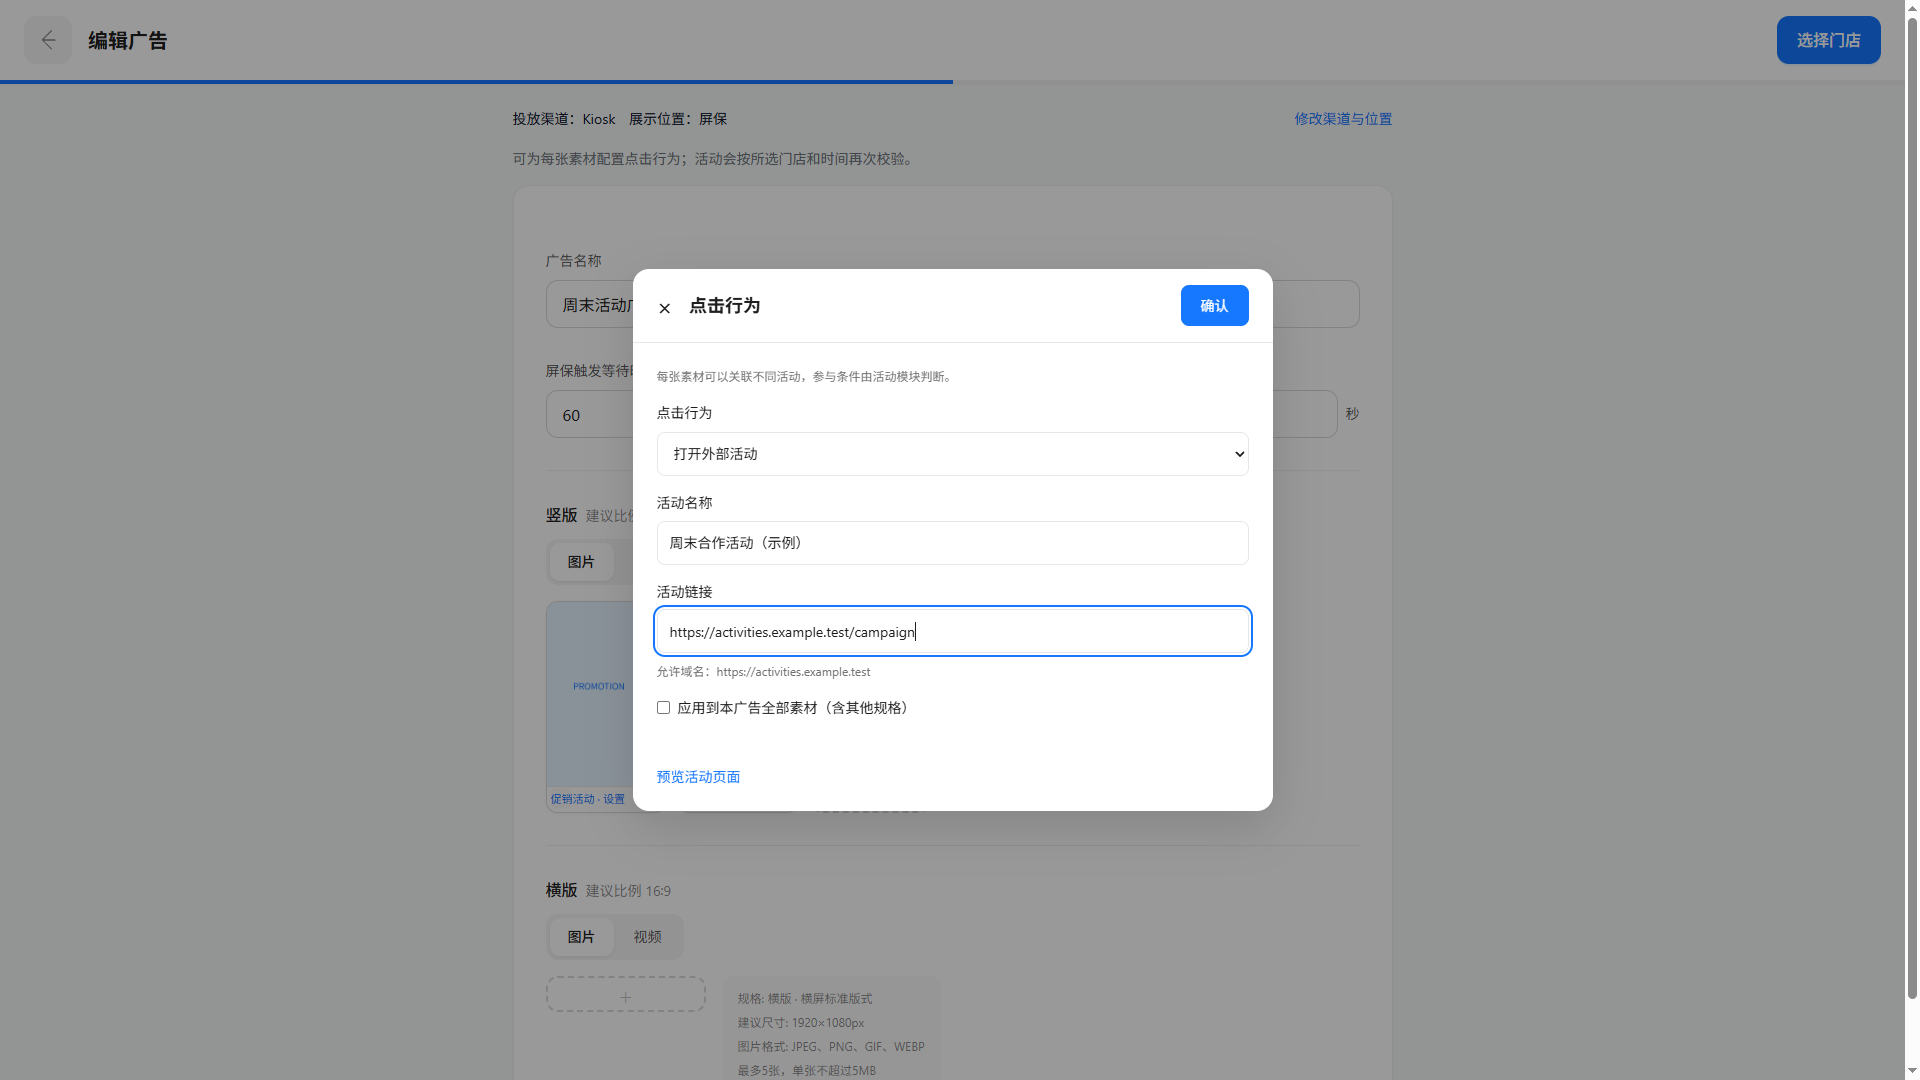 编辑广告
选择门店
投放渠道：Kiosk 展示位置：屏保
修改渠道与位置
可为每张素材配置点击行为；活动会按所选门店和时间再次校验。
广告名称
周末活动
屏保触发等待
60
秒
竖版 建议比
图片
PROMOTION
促销活动 · 设置
点击行为
确认
每张素材可以关联不同活动，参与条件由活动模块判断。
点击行为
打开外部活动
活动名称
周末合作活动（示例）
活动链接
https://activities.example.test/campaign
允许域名：https://activities.example.test
应用到本广告全部素材（含其他规格）
预览活动页面
横版 建议比例 16:9
图片 视频
规格: 横版 · 横屏标准版式
建议尺寸: 1920×1080px
图片格式: JPEG、PNG、GIF、WEBP
最多5张，单张不超过5MB